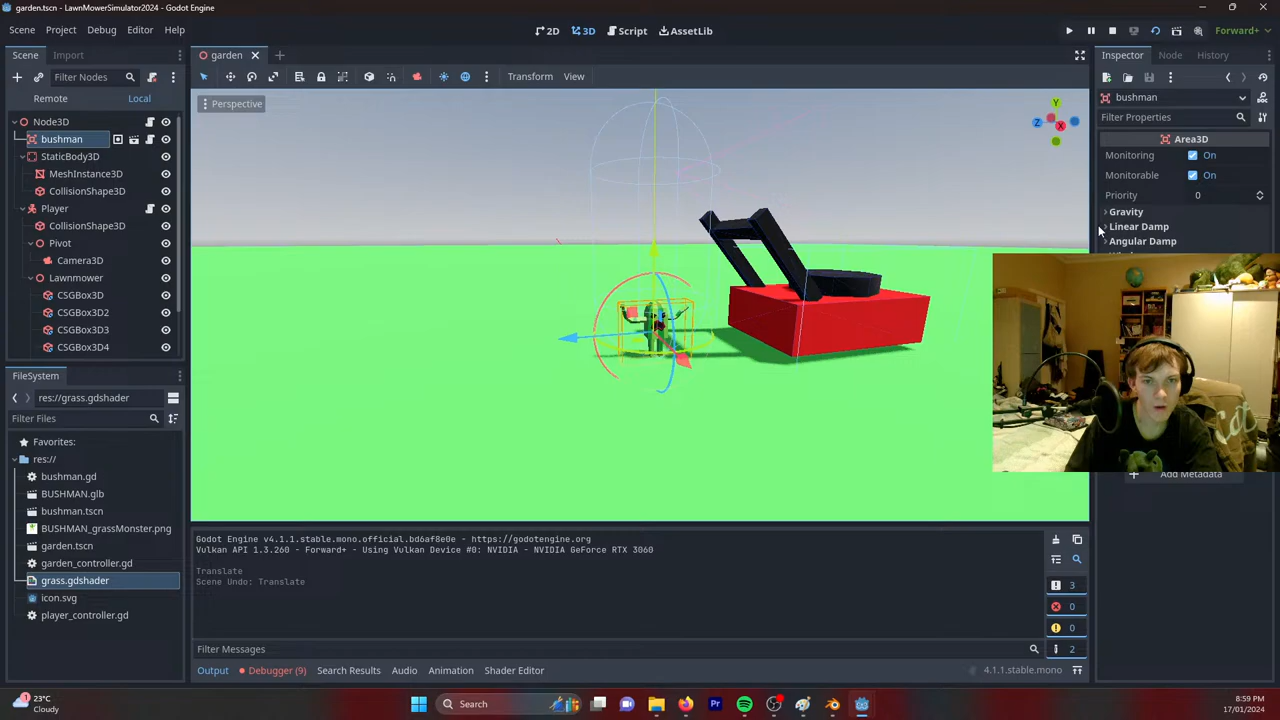 garden.tscn - LawnMowerSimulator2024 - Godot Engine
Scene Project Debug Editor Help
2D 3D Script AssetLib
Forward+
Scene Import
Filter Nodes
Remote Local
Node3D
bushman
StaticBody3D
MeshInstance3D
CollisionShape3D
Player
CollisionShape3D
Pivot
Camera3D
Lawnmower
CSGBox3D
CSGBox3D2
CSGBox3D3
CSGBox3D4
FileSystem
res://grass.gdshader
Filter Files
Favorites:
res://
bushman.gd
BUSHMAN.glb
bushman.tscn
BUSHMAN_grassMonster.png
garden.tscn
garden_controller.gd
grass.gdshader
icon.svg
player_controller.gd
garden
Transform View
Perspective
Y
Z X
Godot Engine v4.1.1.stable.mono.official.bd6af8e0e - https://godotengine.org
Vulkan API 1.3.260 - Forward+ - Using Vulkan Device #0: NVIDIA - NVIDIA GeForce RTX 3060
Translate
Scene Undo: Translate
3
0
0
2
Filter Messages
Output Debugger (9) Search Results Audio Animation Shader Editor
4.1.1.stable.mono
Inspector Node History
bushman
Filter Properties
Area3D
Monitoring On
Monitorable On
Priority 0
Gravity
Linear Damp
Angular Damp
Add Metadata
1
23°C
Cloudy
Search
8:59 PM
17/01/2024